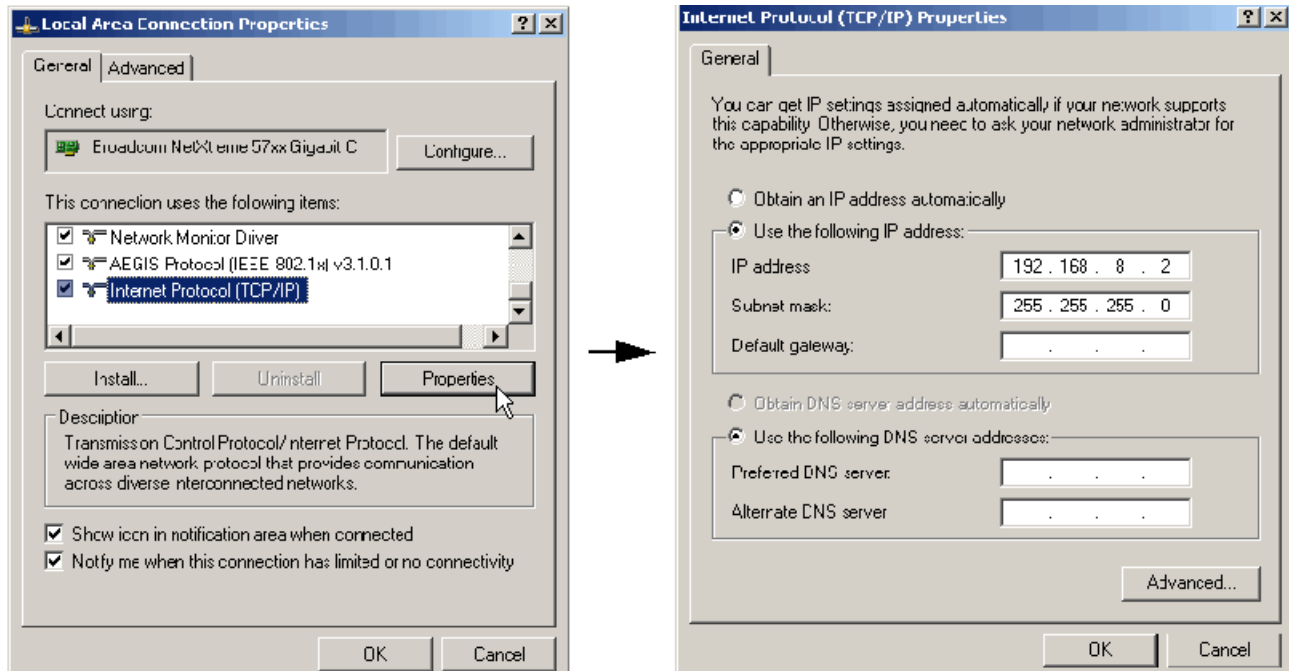 Local Area Connection Properties
General
Advanced
Connect using:
Broadcom NetXtreme 57xx Gigabit C
Configure...
This connection uses the following items:
Network Monitor Driver
AEGIS Protocol (IEEE 802.1x) v3.1.0.1
Internet Protocol (TCP/IP)
Install...
Uninstall
Properties
Description
Transmission Control Protocol/Internet Protocol. The default
wide area network protocol that provides communication
across diverse interconnected networks.
Show icon in notification area when connected
Notify me when this connection has limited or no connectivity
OK
Cancel
Internet Protocol (TCP/IP) Properties
General
You can get IP settings assigned automatically if your network supports
this capability. Otherwise, you need to ask your network administrator for
the appropriate IP settings.
Obtain an IP address automatically
Use the following IP address:
IP address
192 . 168 . 8 . 2
Subnet mask:
255 . 255 . 255 . 0
Default gateway:
. . .
Obtain DNS server address automatically
Use the following DNS server addresses:
Preferred DNS server:
. . .
Alternate DNS server
. . .
Advanced...
OK
Cancel